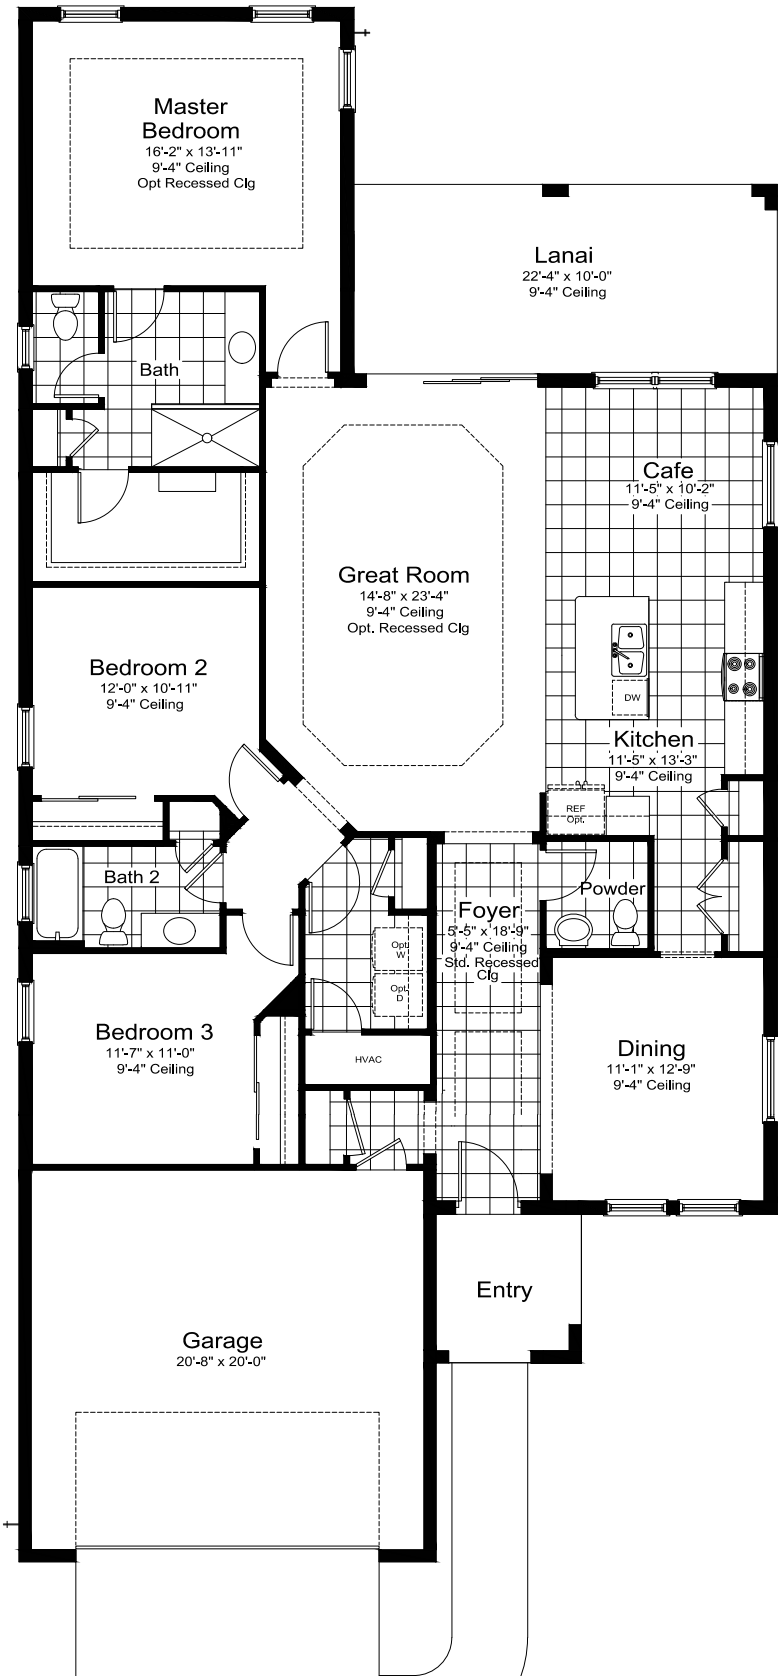 Master
Bedroom
16'-2" x 13'-11"
9'-4" Ceiling
Opt Recessed Clg
Lanai
22'-4" x 10'-0"
9'-4" Ceiling
Bath
Cafe
11'-5" x 10'-2"
9'-4" Ceiling
Great Room
14'-8" x 23'-4"
9'-4" Ceiling
Opt. Recessed Clg
Bedroom 2
12'-0" x 10'-11"
9'-4" Ceiling
DW
Kitchen
11'-5" x 13'-3"
9'-4" Ceiling
REF
Opt.
Bath 2
Powder
Foyer
5'-5" x 18'-9"
9'-4" Ceiling
Std. Recessed
Clg
Opt.
W
Opt.
D
Bedroom 3
11'-7" x 11'-0"
9'-4" Ceiling
HVAC
Dining
11'-1" x 12'-9"
9'-4" Ceiling
Entry
Garage
20'-8" x 20'-0"